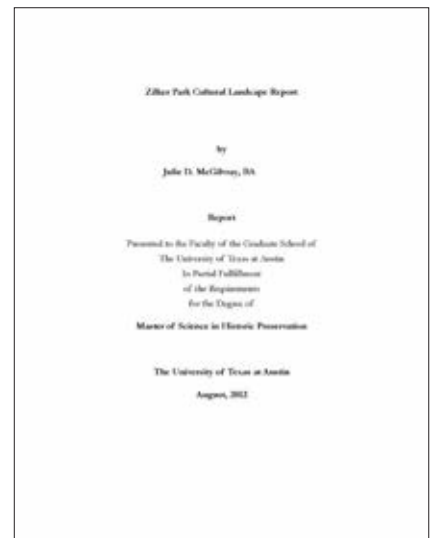 Zilker Park Cultural Landscape Report
by
Julie D. McGilvray, BA
Report
Presented to the Faculty of the Graduate School of
The University of Texas at Austin
In Partial Fulfillment
of the Requirements
for the Degree of
Master of Science in Historic Preservation
The University of Texas at Austin
August, 2012